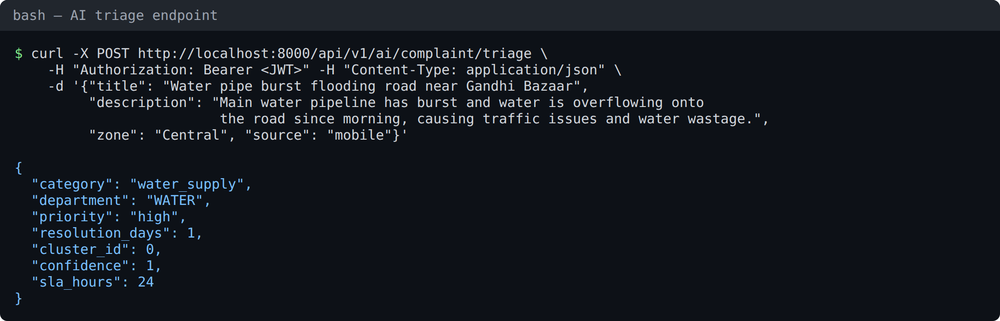 bash — AI triage endpoint
$ curl -X POST http://localhost:8000/api/v1/ai/complaint/triage \
    -H "Authorization: Bearer <JWT>" -H "Content-Type: application/json" \
    -d '{"title": "Water pipe burst flooding road near Gandhi Bazaar",
         "description": "Main water pipeline has burst and water is overflowing onto
                         the road since morning, causing traffic issues and water wastage.",
         "zone": "Central", "source": "mobile"}'
{
  "category": "water_supply",
  "department": "WATER",
  "priority": "high",
  "resolution_days": 1,
  "cluster_id": 0,
  "confidence": 1,
  "sla_hours": 24
}